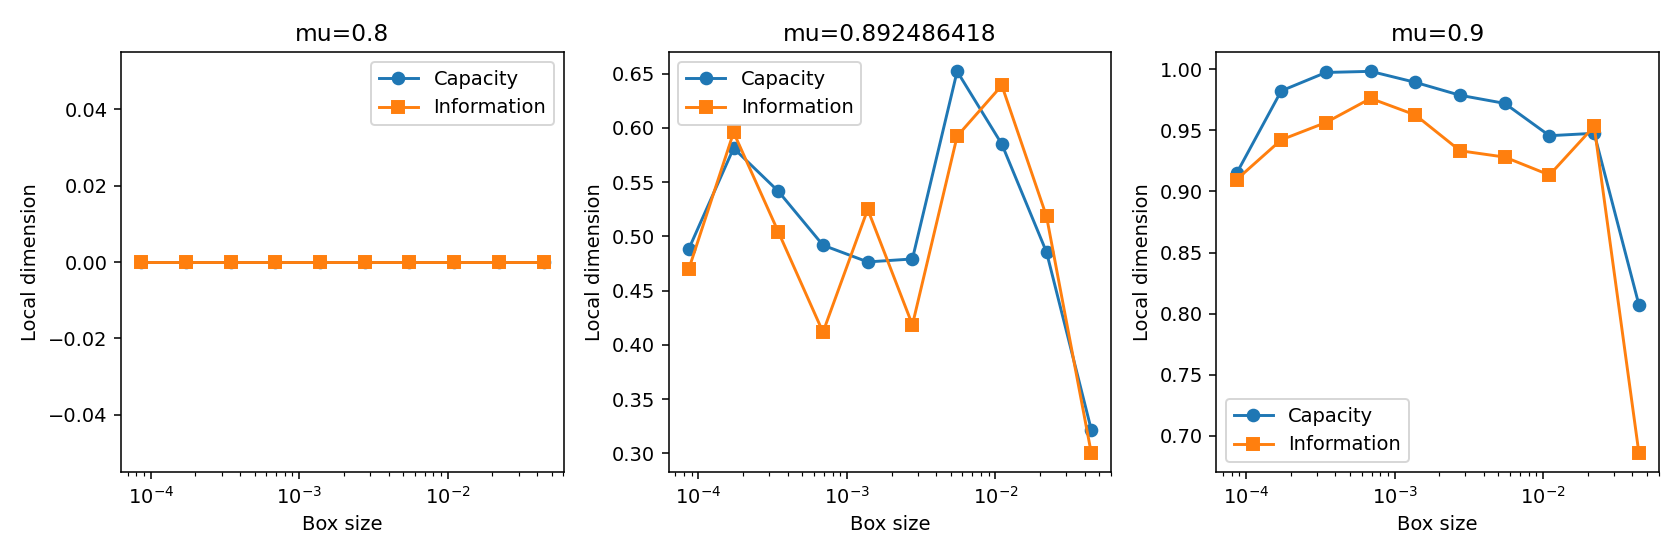 mu=0.8
Local dimension
0.04
0.02
0.00
−0.02
−0.04
Capacity
Information
10⁻⁴
10⁻³
10⁻²
Box size
mu=0.892486418
Local dimension
0.65
0.60
0.55
0.50
0.45
0.40
0.35
0.30
Capacity
Information
10⁻⁴
10⁻³
10⁻²
Box size
mu=0.9
Local dimension
1.00
0.95
0.90
0.85
0.80
0.75
0.70
Capacity
Information
10⁻⁴
10⁻³
10⁻²
Box size